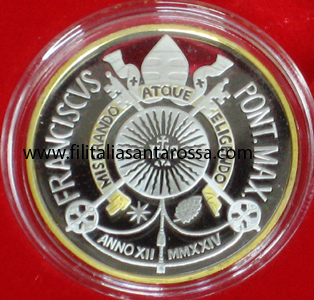 FRANCISCVS PONT. MAX.
MISERANDO ATQUE ELIGENDO
www.filitaliasantarossa.com
ANNO XII MMXXIV